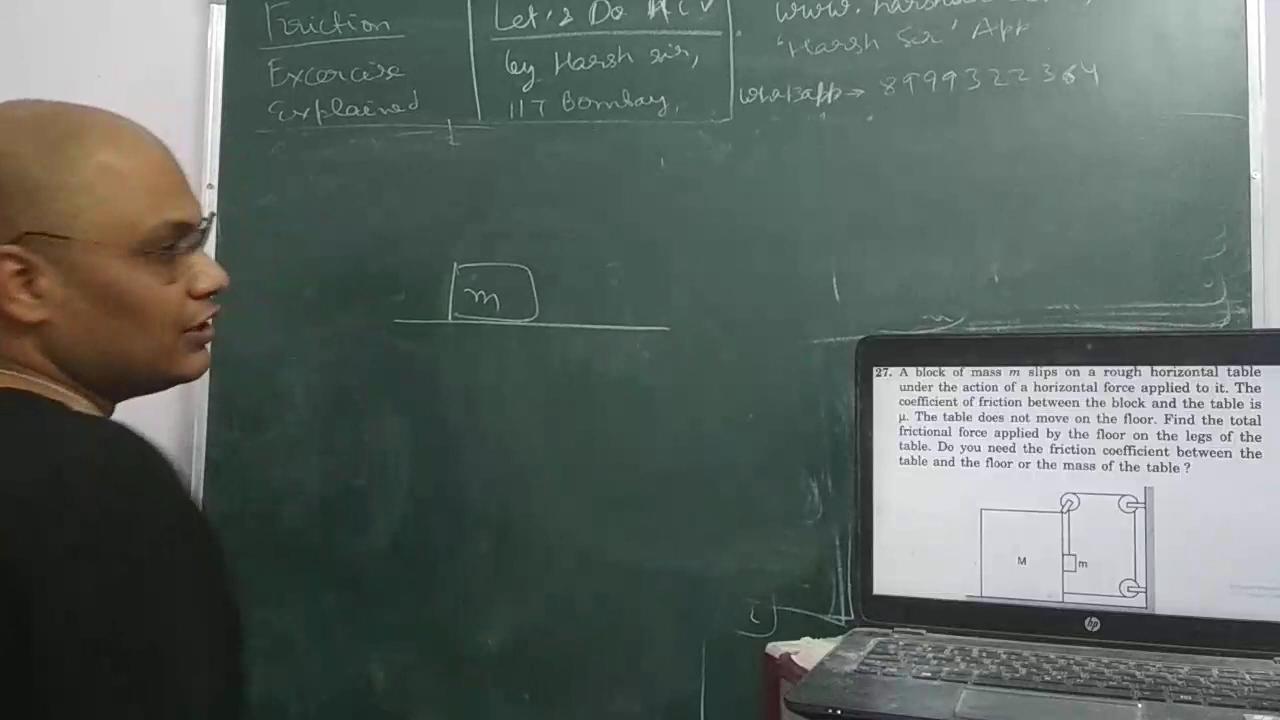 Friction
Excercise
Explained
Let's Do HCV
by Harsh sir,
IIT Bombay,
'Harsh Sir' App
8999322364
m
27. A block of mass m slips on a rough horizontal table
under the action of a horizontal force applied to it. The
coefficient of friction between the block and the table is
μ. The table does not move on the floor. Find the total
frictional force applied by the floor on the legs of the
table. Do you need the friction coefficient between the
table and the floor or the mass of the table ?
M
m
hp